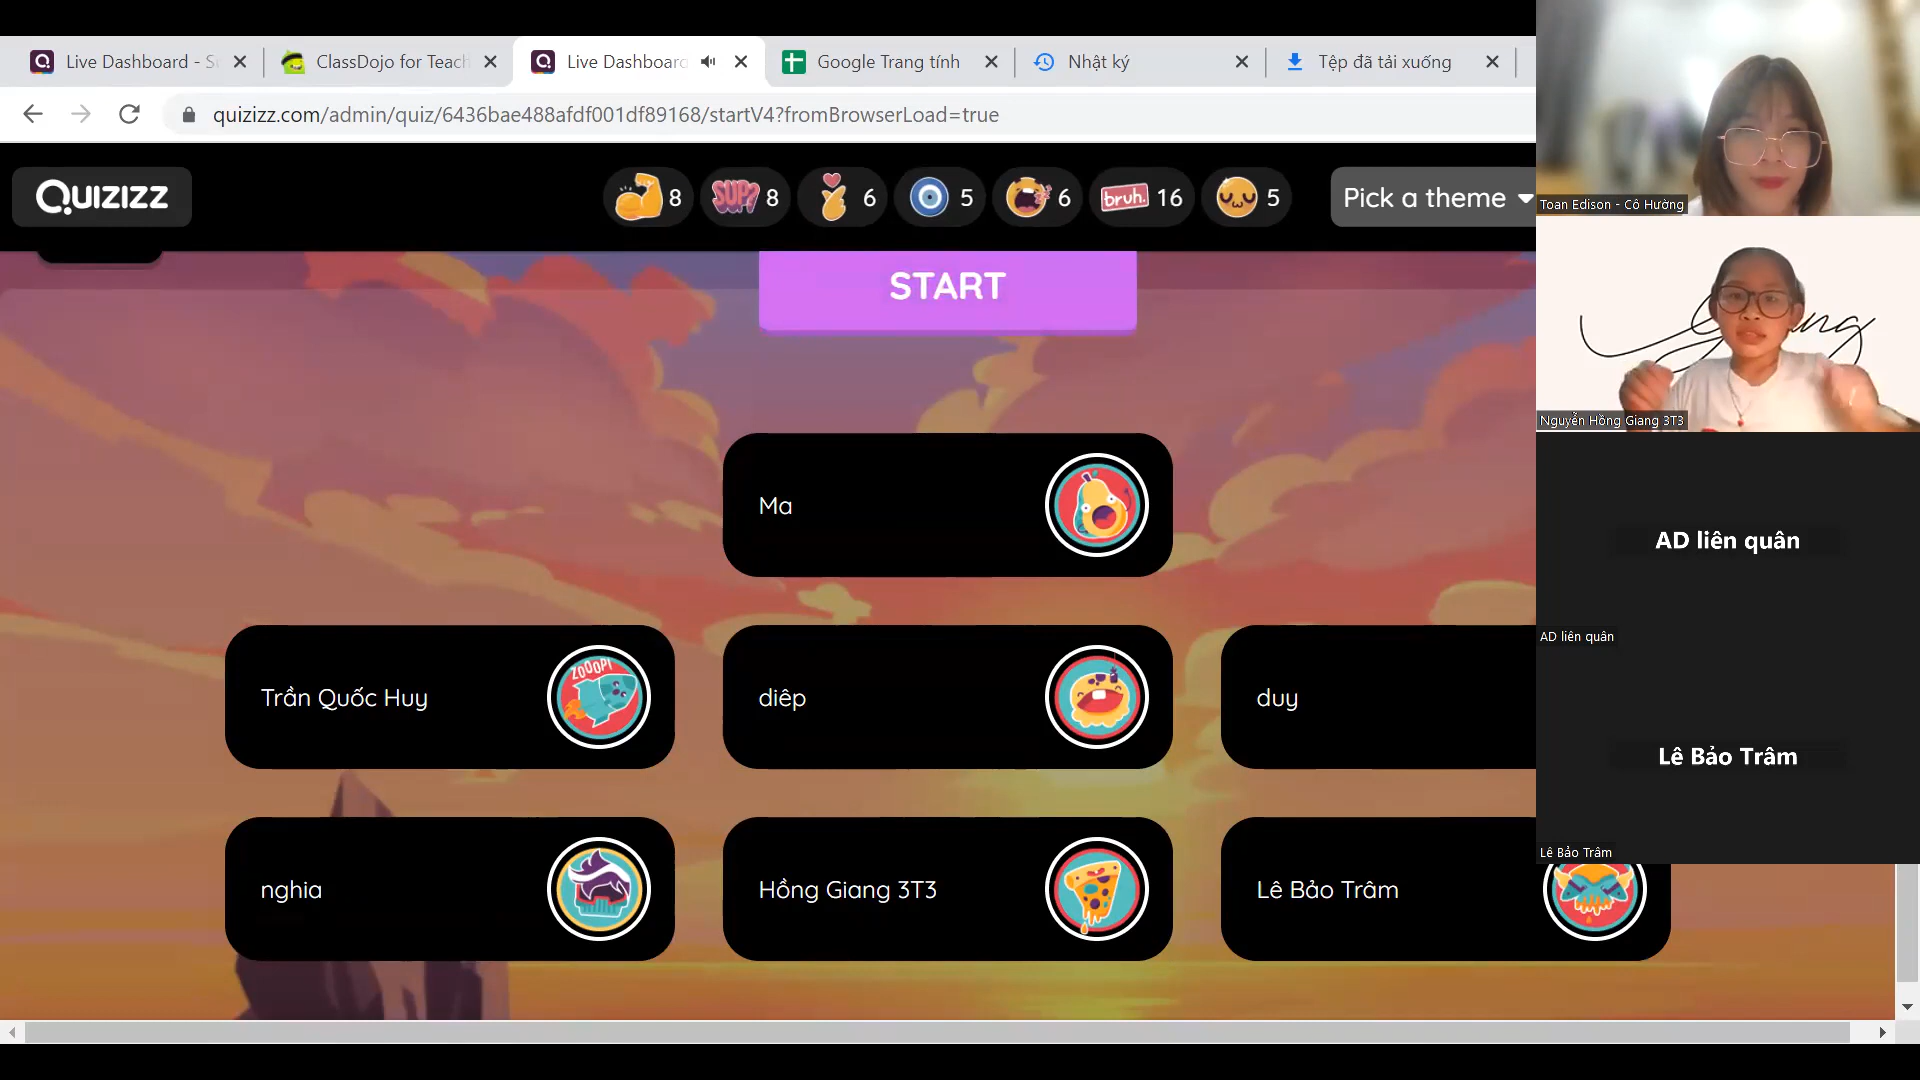 Live Dashboard - S
ClassDojo for Teach
Live Dashboard
Google Trang tính
Nhật ký
Tệp đã tải xuống
quizizz.com/admin/quiz/6436bae488afdf001df89168/startV4?fromBrowserLoad=true
Quizizz
8
SUP?
8
6
5
6
bruh.
16
5
Pick a theme
START
Ma
Trần Quốc Huy
ZOOOP!
diêp
duy
nghia
Hồng Giang 3T3
Lê Bảo Trâm
Toan Edison - Cô Hường
Nguyễn Hồng Giang 3T3
AD liên quân
AD liên quân
Lê Bảo Trâm
Lê Bảo Trâm